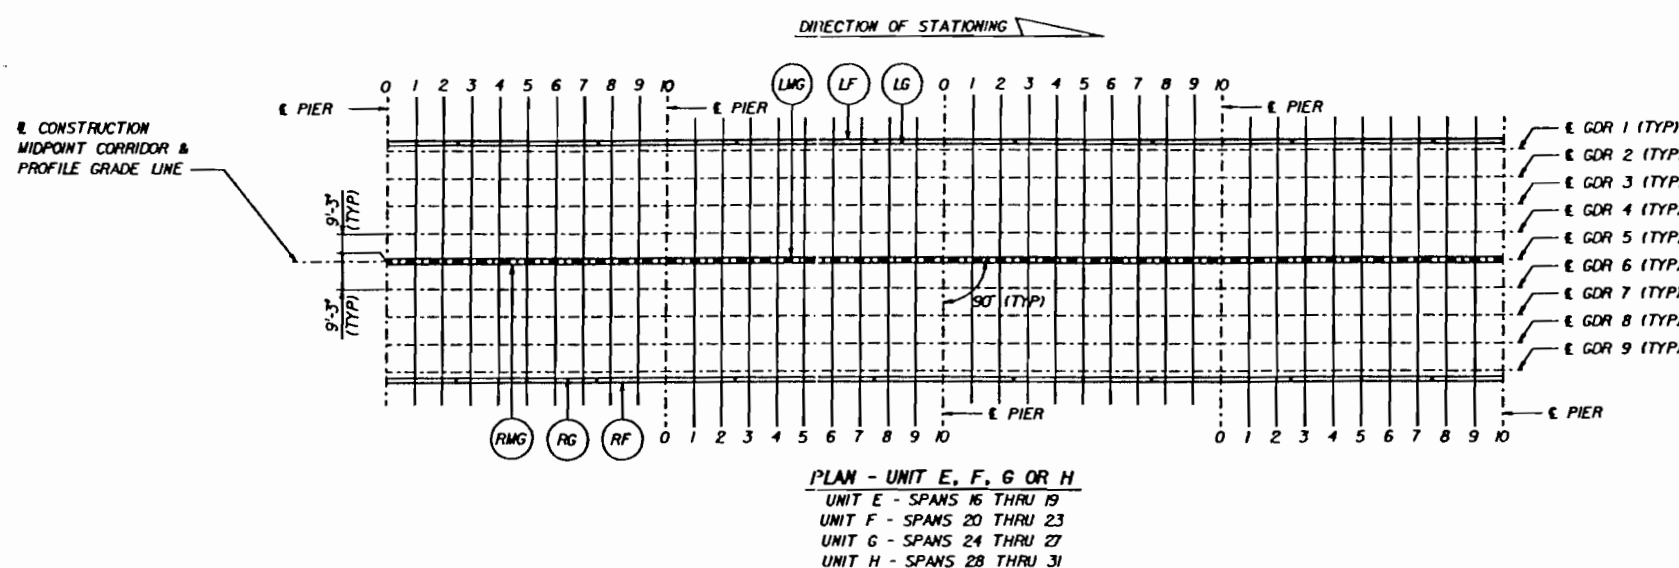 DIRECTION OF STATIONING
0 1 2 3 4 5 6 7 8 9 10
LMG
LF
LG
0 1 2 3 4 5 6 7 8 9 10
℄ PIER
℄ PIER
℄ PIER
℄ CONSTRUCTION
MIDPOINT CORRIDOR &
PROFILE GRADE LINE
9'-3"
(TYP)
9'-3"
(TYP)
90° (TYP)
℄ GDR 1 (TYP)
℄ GDR 2 (TYP)
℄ GDR 3 (TYP)
℄ GDR 4 (TYP)
℄ GDR 5 (TYP)
℄ GDR 6 (TYP)
℄ GDR 7 (TYP)
℄ GDR 8 (TYP)
℄ GDR 9 (TYP)
℄ PIER
℄ PIER
RMG
RG
RF
0 1 2 3 4 5 6 7 8 9 10
0 1 2 3 4 5 6 7 8 9 10
PLAN - UNIT E, F, G OR H
UNIT E - SPANS 16 THRU 19
UNIT F - SPANS 20 THRU 23
UNIT G - SPANS 24 THRU 27
UNIT H - SPANS 28 THRU 31